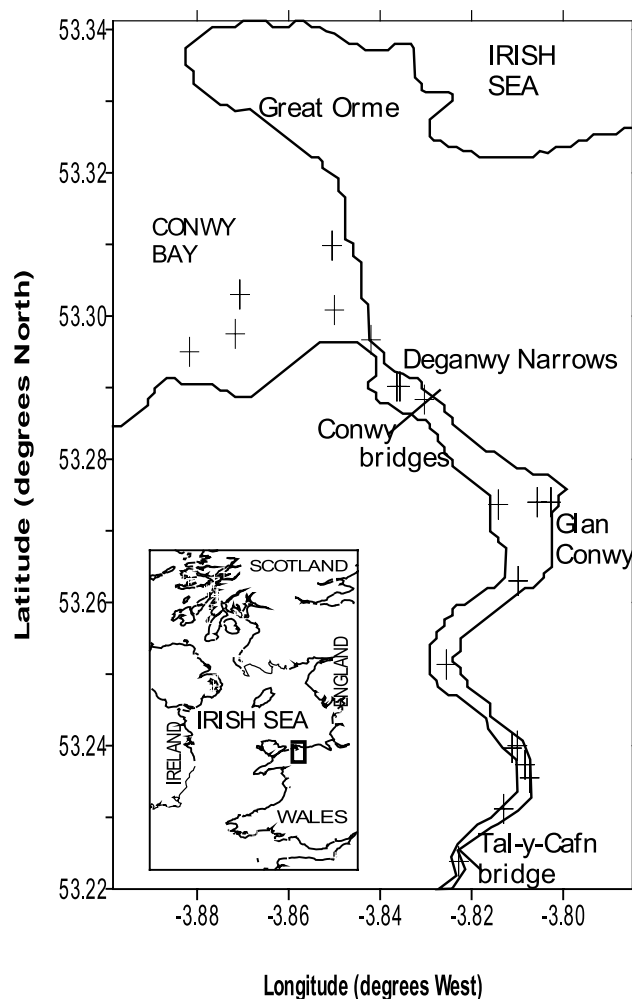 53.34
IRISH
SEA
Great Orme
53.32
CONWY
BAY
53.30
Deganwy Narrows
Conwy
bridges
53.28
Glan
Conwy
53.26
SCOTLAND
ENGLAND
IRISH SEA
IRELAND
WALES
53.24
Tal-y-Cafn
bridge
53.22
-3.88 -3.86 -3.84 -3.82 -3.80
Latitude (degrees North)
Longitude (degrees West)